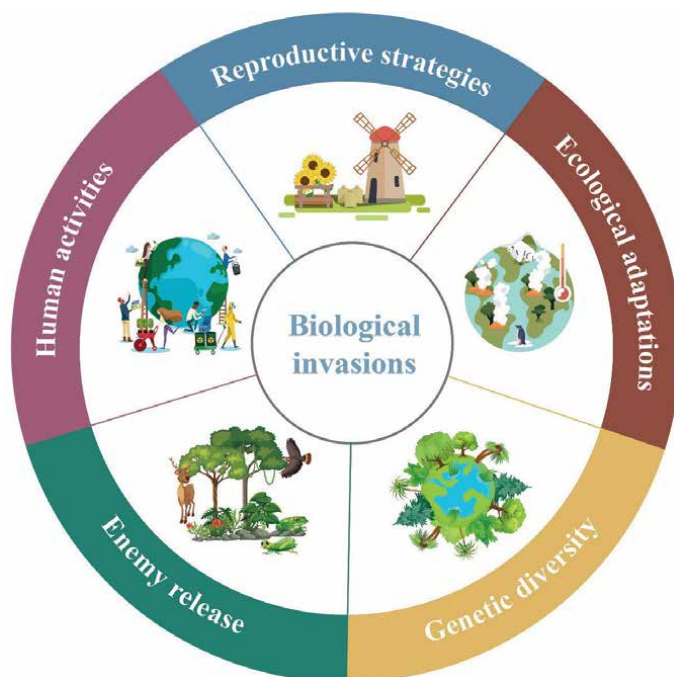 Reproductive strategies
Ecological adaptations
Genetic diversity
Enemy release
Human activities
Biological
invasions